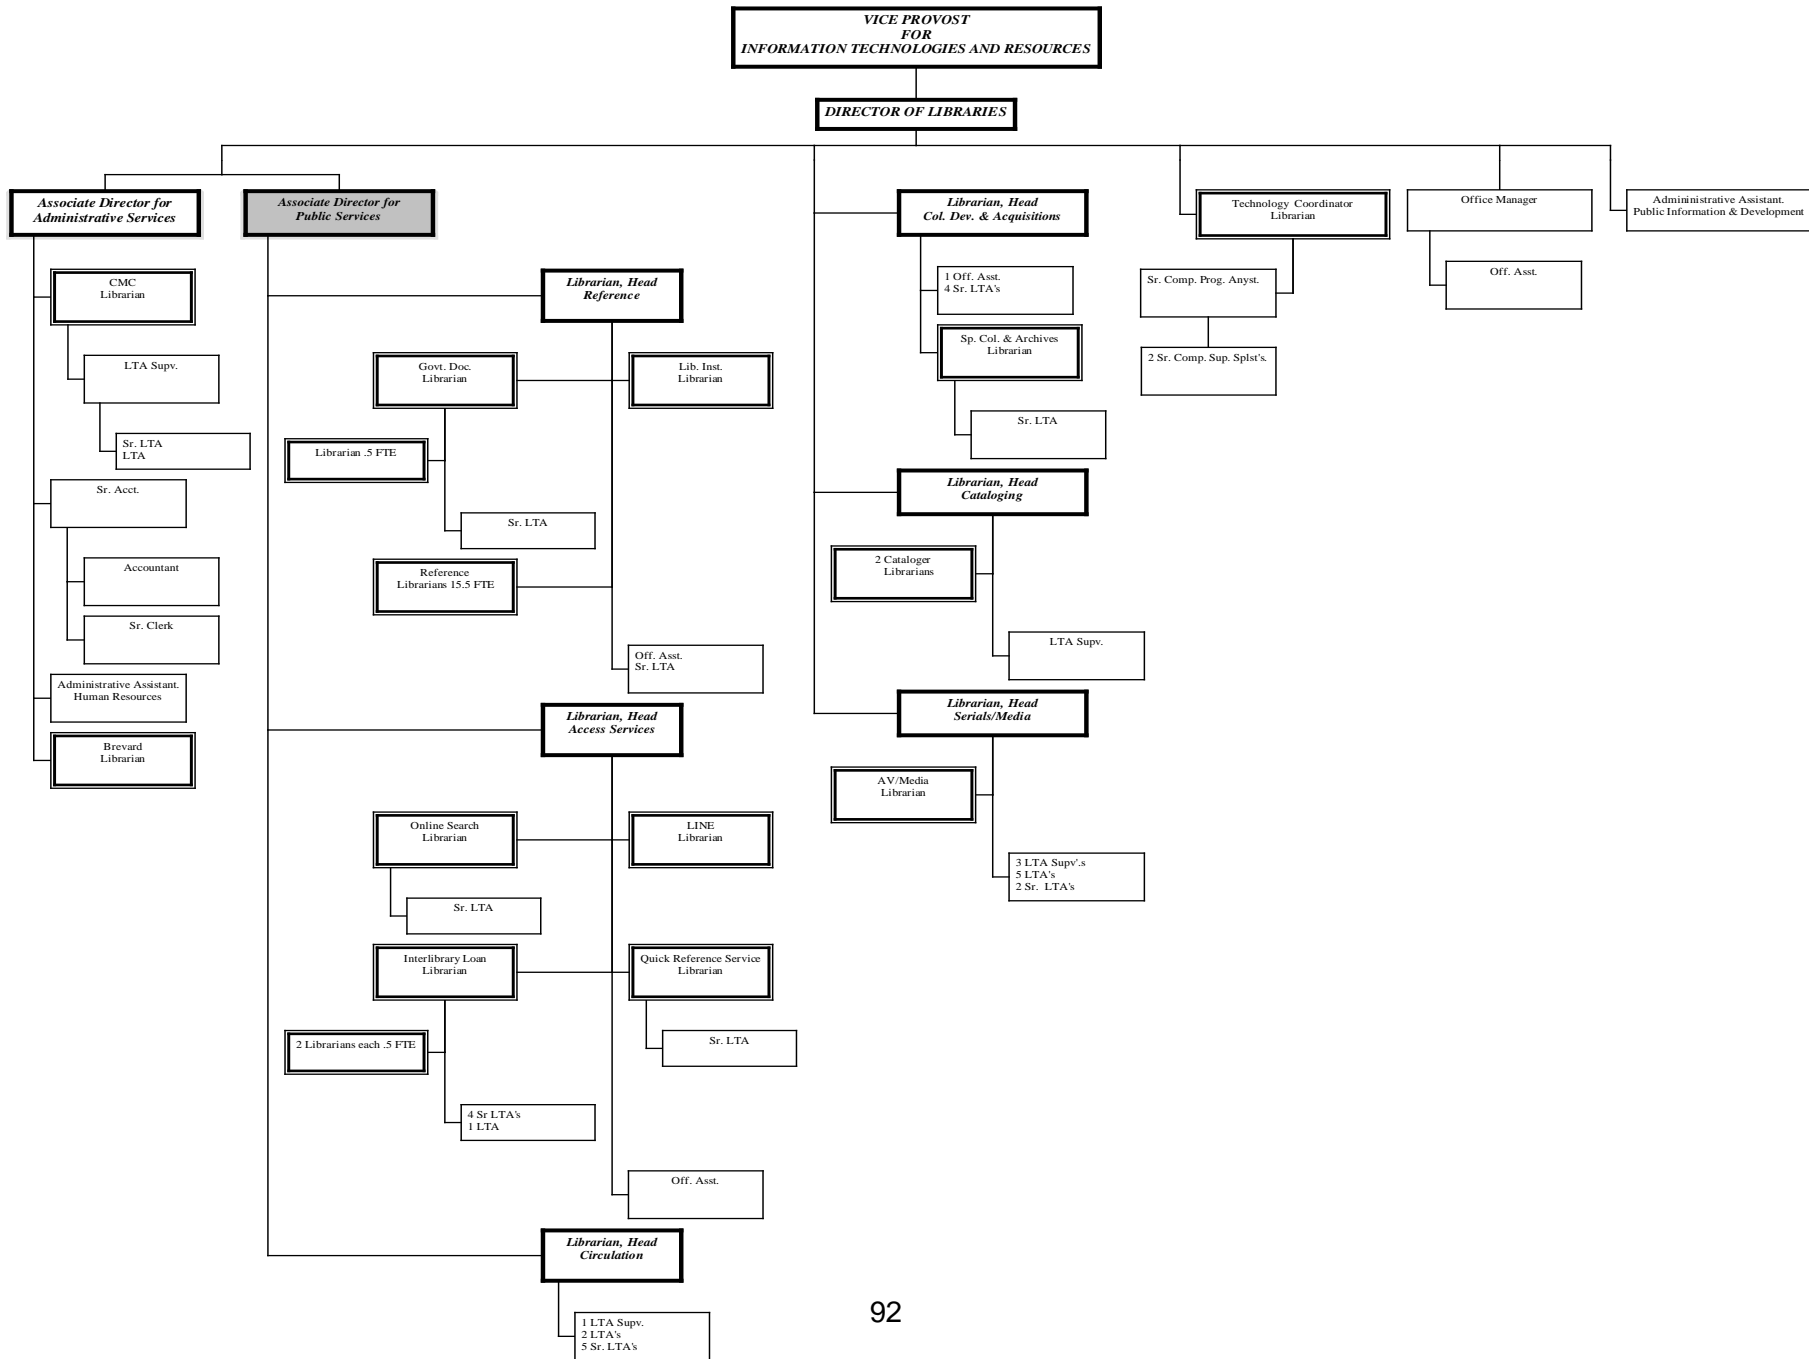 VICE PROVOST
FOR
INFORMATION TECHNOLOGIES AND RESOURCES
DIRECTOR OF LIBRARIES
Associate Director for
Administrative Services
CMC
Librarian
LTA Supv.
Sr. LTA
LTA
Sr. Acct.
Accountant
Sr. Clerk
Administrative Assistant.
Human Resources
Brevard
Librarian
Associate Director for
Public Services
Librarian, Head
Reference
Govt. Doc.
Librarian
Lib. Inst.
Librarian
Librarian .5 FTE
Sr. LTA
Reference
Librarians 15.5 FTE
Off. Asst.
Sr. LTA
Librarian, Head
Access Services
Online Search
Librarian
LINE
Librarian
Sr. LTA
Interlibrary Loan
Librarian
Quick Reference Service
Librarian
2 Librarians each .5 FTE
Sr. LTA
4 Sr LTA's
1 LTA
Off. Asst.
Librarian, Head
Circulation
1 LTA Supv.
2 LTA's
5 Sr. LTA's
Librarian, Head
Col. Dev. & Acquisitions
1 Off. Asst.
4 Sr. LTA's
Sp. Col. & Archives
Librarian
Sr. LTA
Librarian, Head
Cataloging
2 Cataloger
Librarians
LTA Supv.
Librarian, Head
Serials/Media
AV/Media
Librarian
3 LTA Supv'.s
5 LTA's
2 Sr. LTA's
Technology Coordinator
Librarian
Sr. Comp. Prog. Anyst.
2 Sr. Comp. Sup. Splst's.
Office Manager
Off. Asst.
Admininistrative Assistant.
Public Information & Development
92